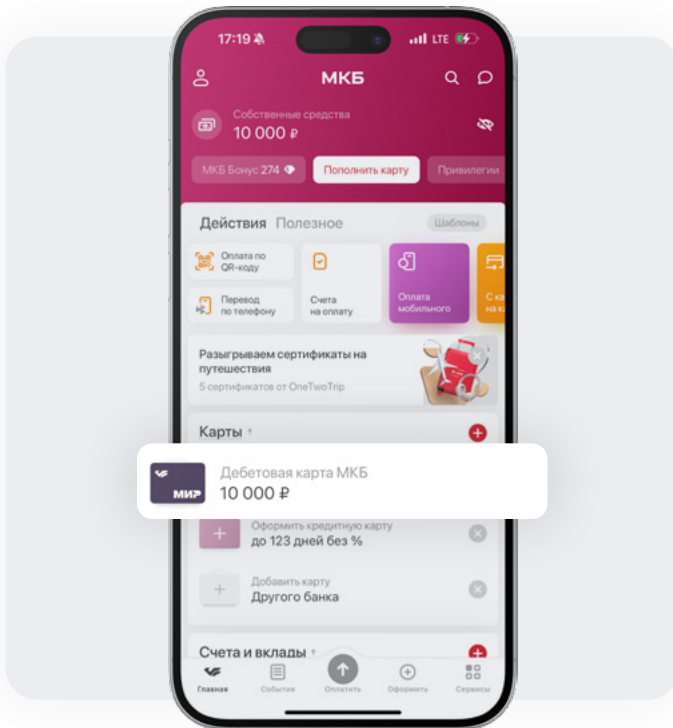 17:19
LTE
МКБ
Собственные средства
10 000 ₽
МКБ Бонус 274
Пополнить карту
Привилегии
Действия Полезное
Шаблоны
Оплата по
QR-коду
Перевод
по телефону
Счета
на оплату
Оплата
мобильного
С ка
на к
Разыгрываем сертификаты на
путешествия
5 сертификатов от OneTwoTrip
Карты
МИР
Дебетовая карта МКБ
10 000 ₽
Оформить кредитную карту
до 123 дней без %
Добавить карту
Другого банка
Счета и вклады
Главная
События
Оплатить
Оформить
Сервисы